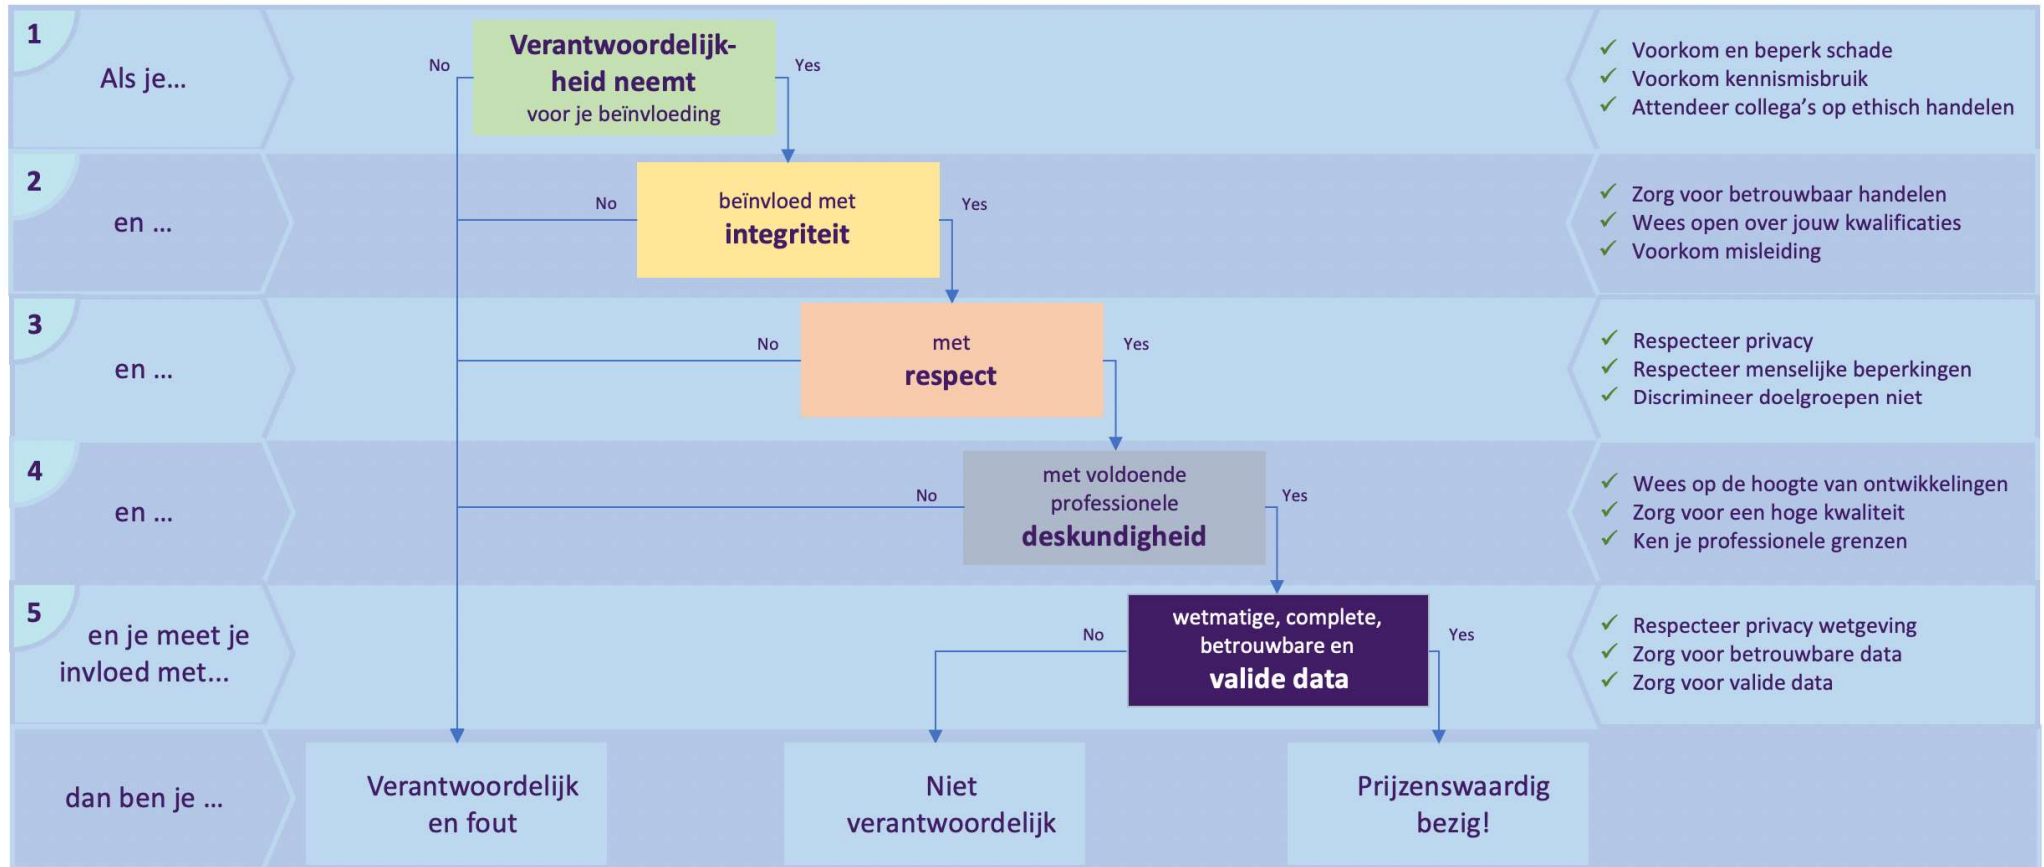 1
Als je...
No
Verantwoordelijk-
heid neemt
voor je beïnvloeding
Yes
✓ Voorkom en beperk schade
✓ Voorkom kennismisbruik
✓ Attendeer collega's op ethisch handelen
2
en ...
No
beïnvloed met
integriteit
Yes
✓ Zorg voor betrouwbaar handelen
✓ Wees open over jouw kwalificaties
✓ Voorkom misleiding
3
en ...
No
met
respect
Yes
✓ Respecteer privacy
✓ Respecteer menselijke beperkingen
✓ Discrimineer doelgroepen niet
4
en ...
No
met voldoende
professionele
deskundigheid
Yes
✓ Wees op de hoogte van ontwikkelingen
✓ Zorg voor een hoge kwaliteit
✓ Ken je professionele grenzen
5
en je meet je
invloed met...
No
wetmatige, complete,
betrouwbare en
valide data
Yes
✓ Respecteer privacy wetgeving
✓ Zorg voor betrouwbare data
✓ Zorg voor valide data
dan ben je ...
Verantwoordelijk
en fout
Niet
verantwoordelijk
Prijzenswaardig
bezig!